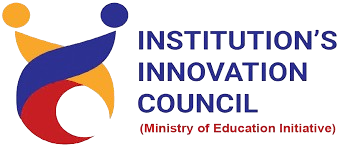 INSTITUTION'S
INNOVATION
COUNCIL
(Ministry of Education Initiative)